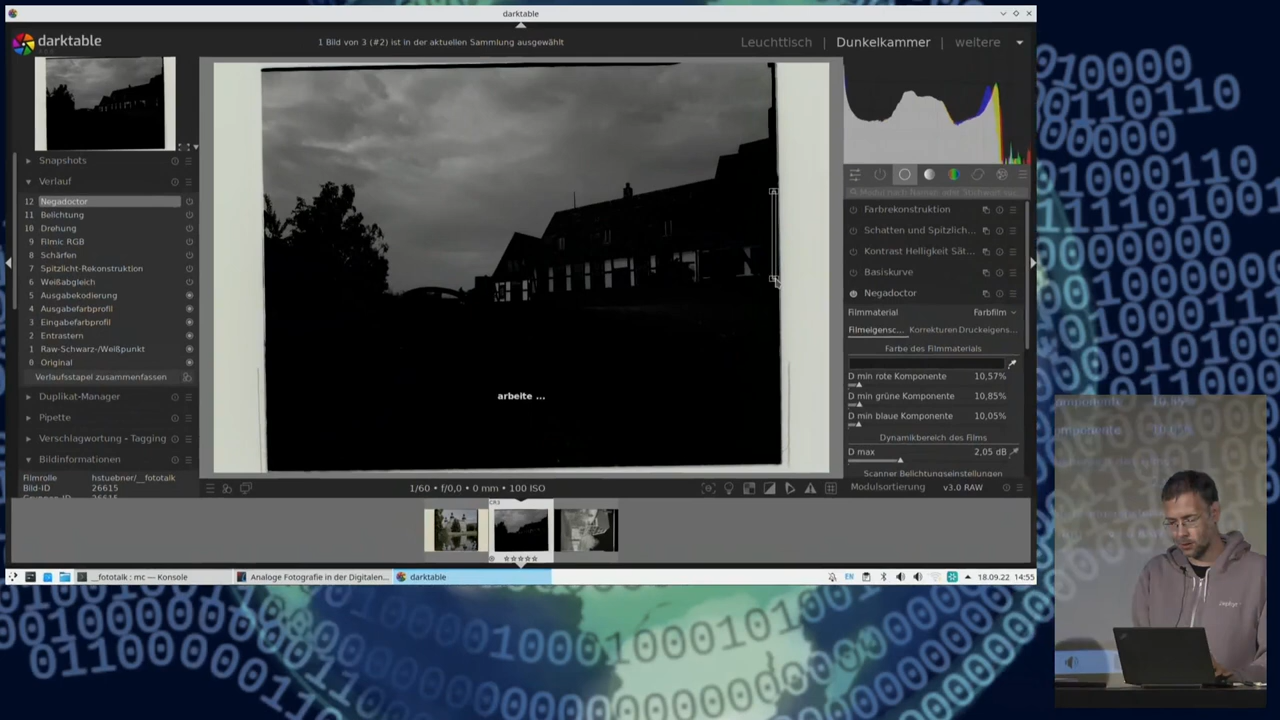 darktable
darktable
1 Bild von 3 (#2) ist in der aktuellen Sammlung ausgewählt
Leuchttisch | Dunkelkammer | weitere
Snapshots
Verlauf
12 Negadoctor
11 Belichtung
10 Drehung
9 Filmic RGB
8 Schärfen
7 Spitzlicht-Rekonstruktion
6 Weißabgleich
5 Ausgabekodierung
4 Ausgabefarbprofil
3 Eingabefarbprofil
2 Entrastern
1 Raw-Schwarz-/Weißpunkt
0 Original
Verlaufsstapel zusammenfassen
Duplikat-Manager
Pipette
Verschlagwortung - Tagging
Bildinformationen
Filmrolle hstuebner/__fototalk
Bild-ID 26615
26615
arbeite ...
1/60 • f/0,0 • 0 mm • 100 ISO
Farbrekonstruktion
Schatten und Spitzlich...
Kontrast Helligkeit Sät...
Basiskurve
Negadoctor
Filmmaterial Farbfilm
Filmeigensc... Korrekturen Druckeigens...
Farbe des Filmmaterials
D min rote Komponente 10,57%
D min grüne Komponente 10,85%
D min blaue Komponente 10,05%
Dynamikbereich des Films
D max 2,05 dB
Scanner Belichtungseinstellungen
Modulsortierung v3.0 RAW
CR3
__fototalk : mc — Konsole
Analoge Fotografie in der Digitalen...
darktable
EN
18.09.22 14:55